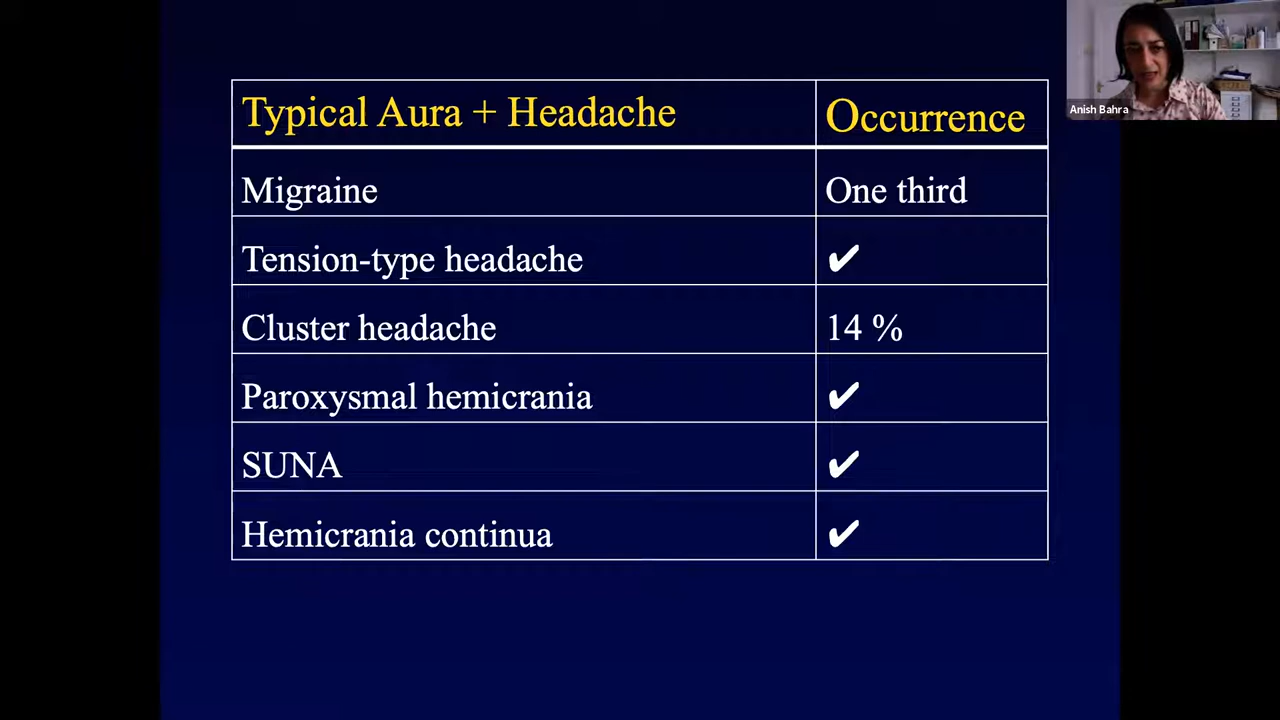 Typical Aura + Headache Occurrence
Migraine One third
Tension-type headache ✔
Cluster headache 14 %
Paroxysmal hemicrania ✔
SUNA ✔
Hemicrania continua ✔
Anish Bahra